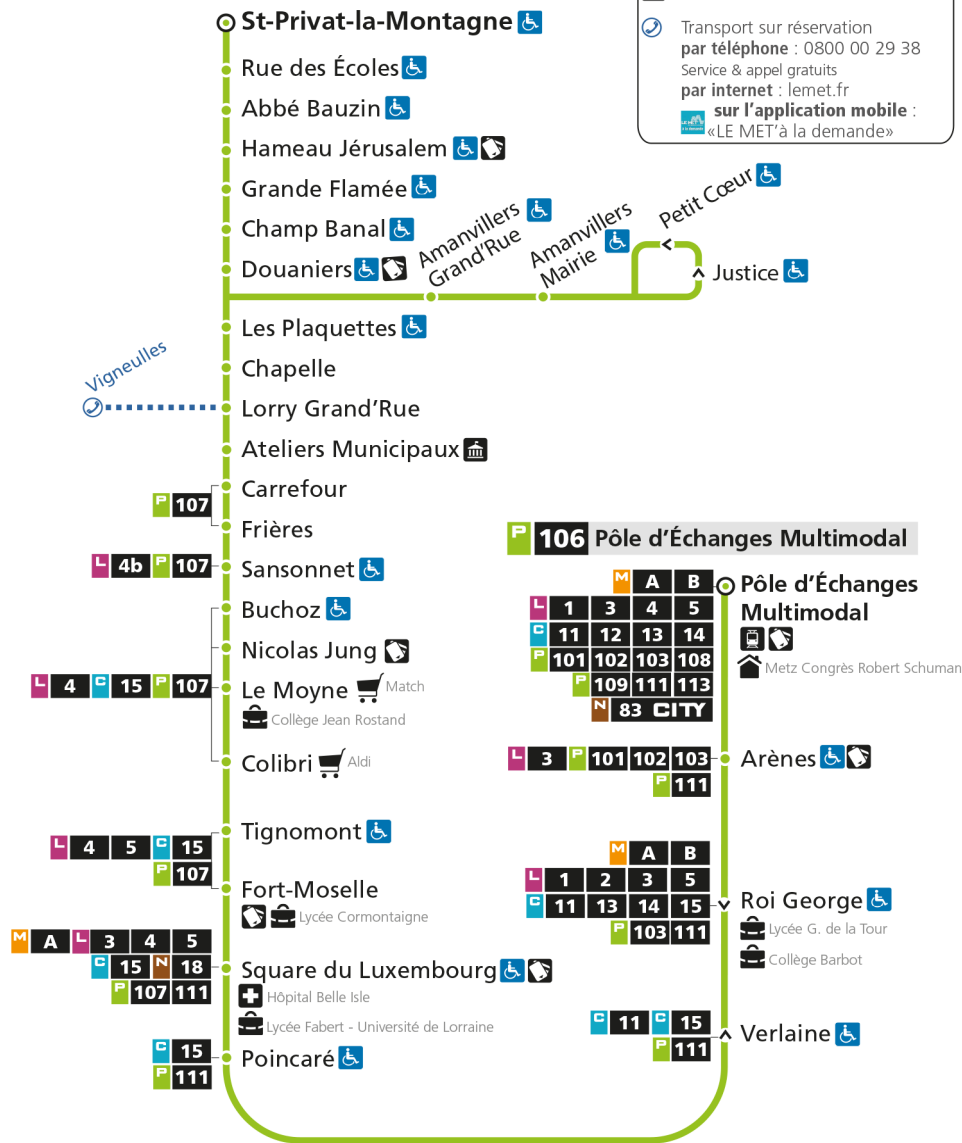 Transport sur réservation
par téléphone : 0800 00 29 38
Service & appel gratuits
par internet : lemet.fr
sur l'application mobile :
«LE MET'à la demande»
St-Privat-la-Montagne
Rue des Écoles
Abbé Bauzin
Hameau Jérusalem
Grande Flamée
Champ Banal
Douaniers
Amanvillers
Grand'Rue
Amanvillers
Mairie
Petit Cœur
Justice
Les Plaquettes
Chapelle
Vigneulles
Lorry Grand'Rue
Ateliers Municipaux
Carrefour
P 107
Frières
L 4b P 107
Sansonnet
Buchoz
Nicolas Jung
L 4 C 15 P 107
Le Moyne Match
Collège Jean Rostand
Colibri Aldi
Tignomont
L 4 5 C 15
P 107
Fort-Moselle
Lycée Cormontaigne
M A L 3 4 5
C 15 N 18
P 107 111
Square du Luxembourg
Hôpital Belle Isle
Lycée Fabert - Université de Lorraine
C 15
P 111
Poincaré
P 106 Pôle d'Échanges Multimodal
M A B
L 1 3 4 5
C 11 12 13 14
P 101 102 103 108
P 109 111 113
N 83 CITY
Pôle d'Échanges
Multimodal
Metz Congrès Robert Schuman
L 3 P 101 102 103
P 111
Arènes
M A B
L 1 2 3 5
C 11 13 14 15
P 103 111
Roi George
Lycée G. de la Tour
Collège Barbot
C 11 C 15
P 111
Verlaine